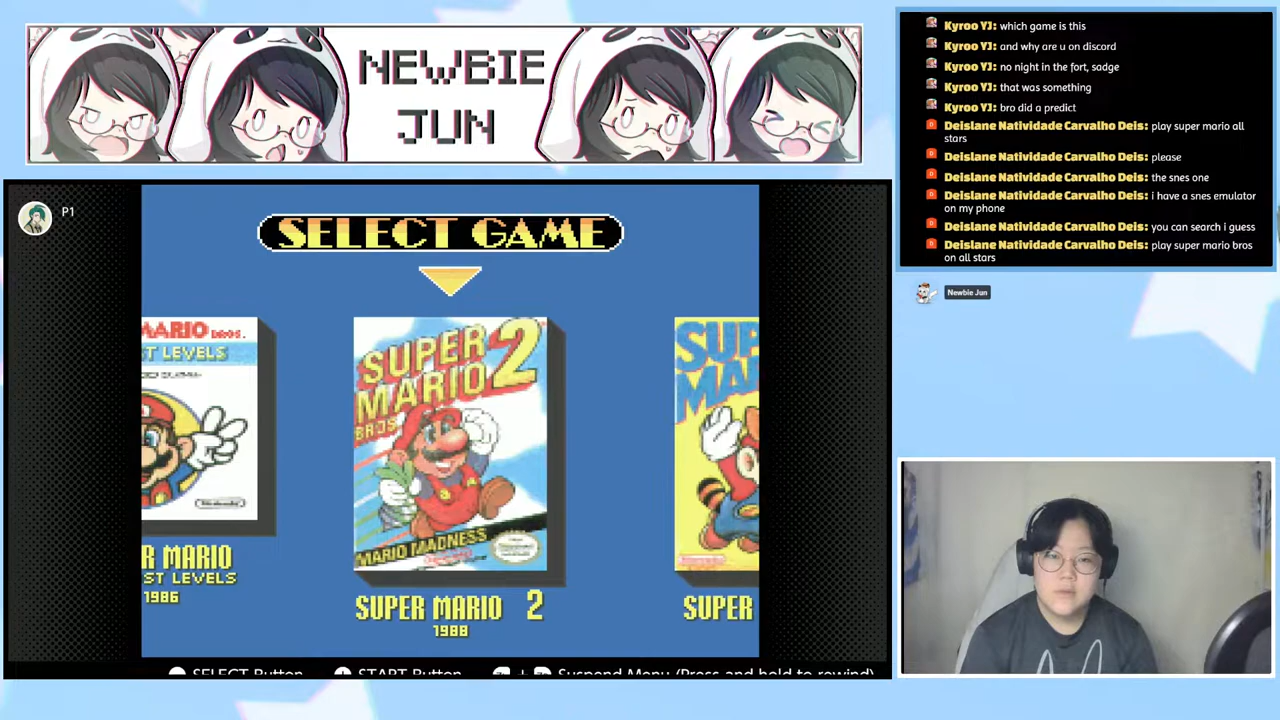 NEWBIE
JUN
P1
SELECT GAME
MARIO BROS.
ST LEVELS
Nintendo
R MARIO
ST LEVELS
1986
SUPER
MARIO 2
BROS
MARIO MADNESS
SUPER MARIO 2
1988
SUP
MA
SUPER
SELECT Button
START Button
+
Suspend Menu (Press and hold to rewind)
Kyroo YJ: which game is this
Kyroo YJ: and why are u on discord
Kyroo YJ: no night in the fort, sadge
Kyroo YJ: that was something
Kyroo YJ: bro did a predict
Deislane Natividade Carvalho Deis: play super mario all
stars
Deislane Natividade Carvalho Deis: please
Deislane Natividade Carvalho Deis: the snes one
Deislane Natividade Carvalho Deis: i have a snes emulator
on my phone
Deislane Natividade Carvalho Deis: you can search i guess
Deislane Natividade Carvalho Deis: play super mario bros
on all stars
Newbie Jun